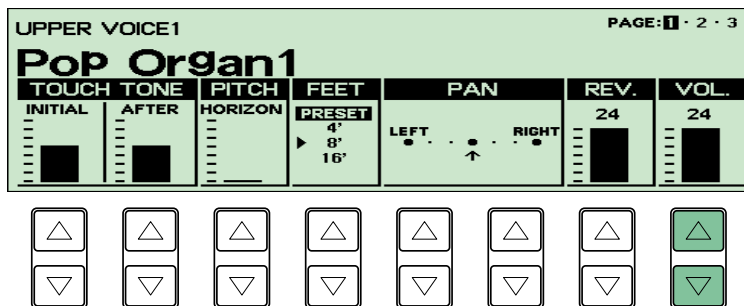 UPPER VOICE1 PAGE:1 · 2 · 3
Pop Organ1
TOUCH TONE PITCH FEET PAN REV. VOL.
INITIAL AFTER HORIZON PRESET 24 24
4'
LEFT RIGHT
8'
16'